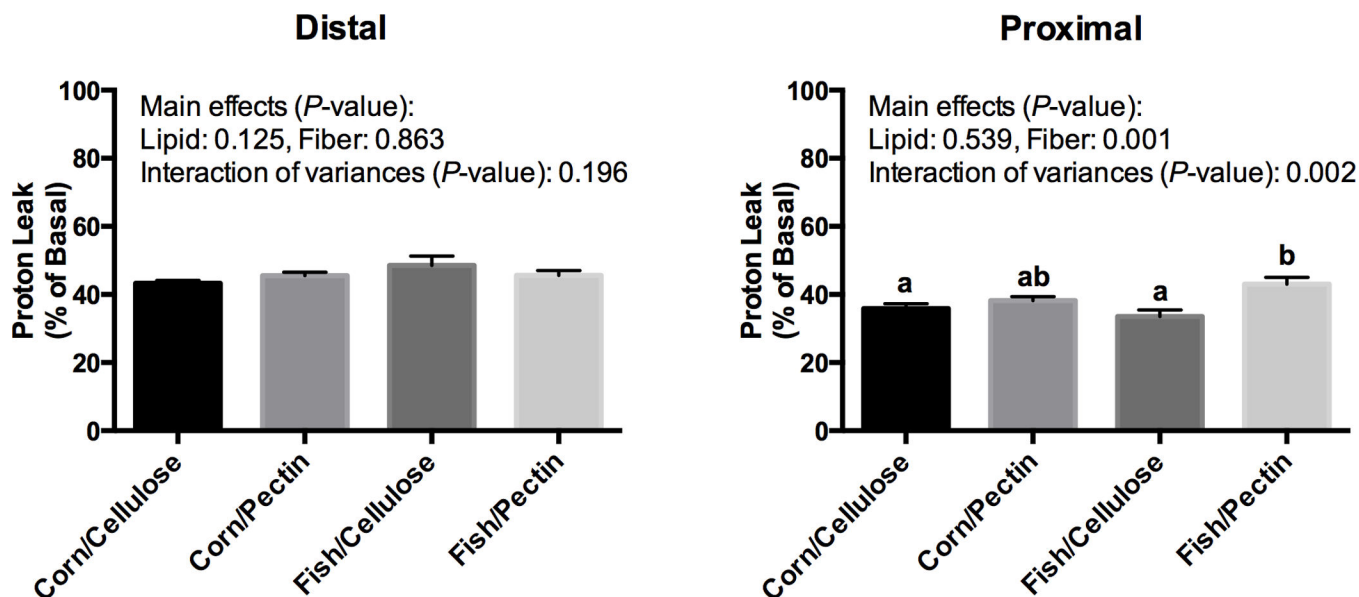 Distal
Main effects (P-value):
Lipid: 0.125, Fiber: 0.863
Interaction of variances (P-value): 0.196
Proton Leak
(% of Basal)
100
80
60
40
20
0
Corn/Cellulose
Corn/Pectin
Fish/Cellulose
Fish/Pectin
Proximal
Main effects (P-value):
Lipid: 0.539, Fiber: 0.001
Interaction of variances (P-value): 0.002
Proton Leak
(% of Basal)
100
80
60
40
20
0
a
ab
a
b
Corn/Cellulose
Corn/Pectin
Fish/Cellulose
Fish/Pectin